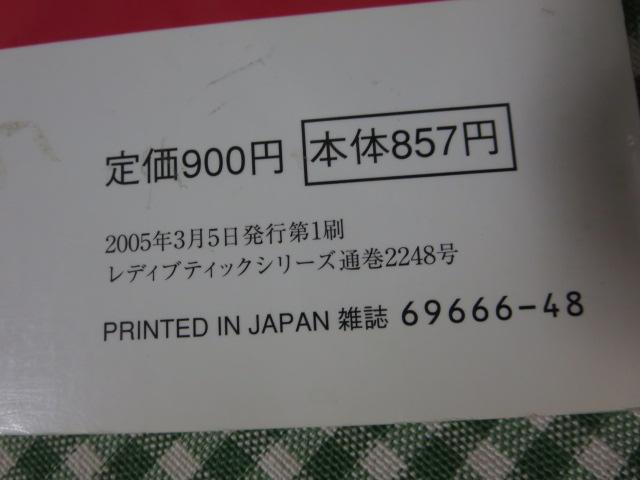 定価900円 本体857円
2005年3月5日発行第1刷
レディブティックシリーズ通巻2248号
PRINTED IN JAPAN 雑誌 69666-48